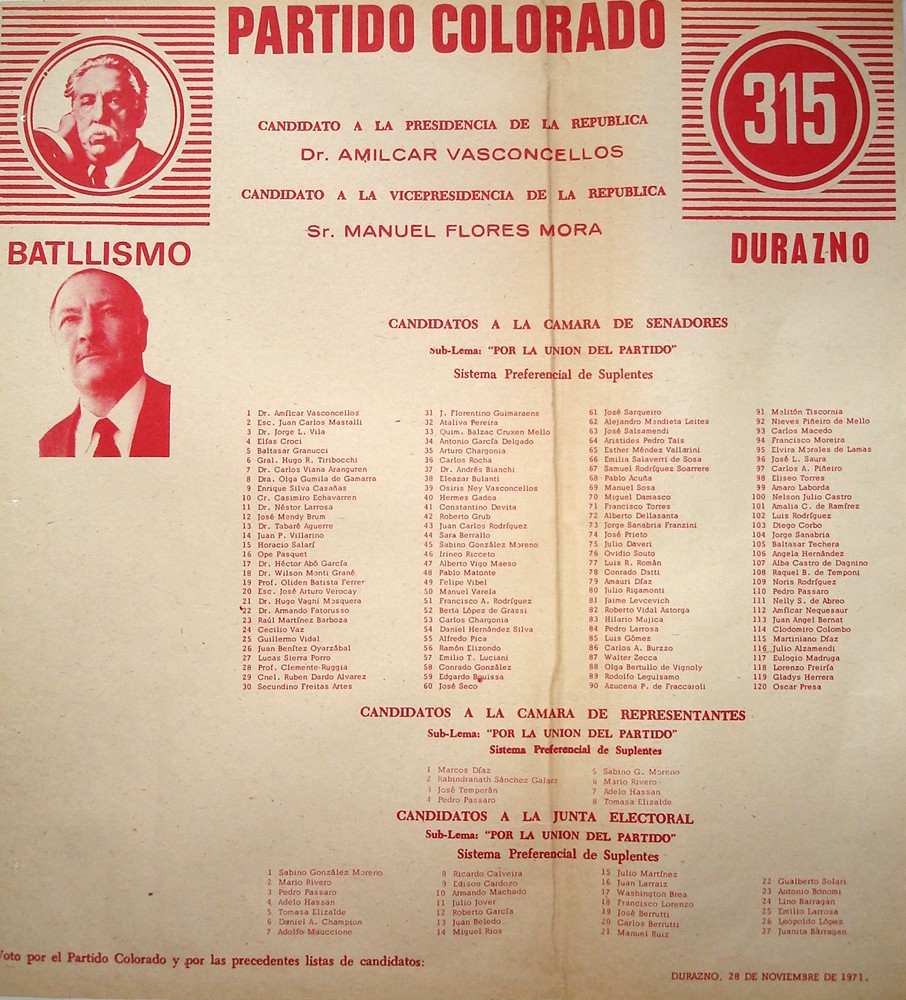 PARTIDO COLORADO
315
CANDIDATO A LA PRESIDENCIA DE LA REPUBLICA
Dr. AMILCAR VASCONCELLOS
CANDIDATO A LA VICEPRESIDENCIA DE LA REPUBLICA
Sr. MANUEL FLORES MORA
BATLLISMO
DURAZNO
CANDIDATOS A LA CAMARA DE SENADORES
Sub-Lema: "POR LA UNION DEL PARTIDO"
Sistema Preferencial de Suplentes
1 Dr. Amílcar Vasconcellos
2 Esc. Juan Carlos Mastalli
3 Dr. Jorge L. Vila
4 Elías Croci
5 Baltasar Granucci
6 Gral. Hugo R. Tiribocchi
7 Dr. Carlos Viana Aranguren
8 Dra. Olga Gumila de Gamarra
9 Enrique Silva Casañas
10 Cr. Casimiro Echavarren
11 Dr. Néstor Larrosa
12 José Mendy Brum
13 Dr. Tabaré Aguerre
14 Juan P. Villarino
15 Horacio Salarí
16 Ope Pasquet
17 Dr. Héctor Abó García
18 Dr. Wilson Monti Grané
19 Prof. Oliden Batista Ferrer
20 Esc. José Arturo Verocay
21 Dr. Hugo Vaghi Mosquera
22 Dr. Armando Fatorusso
23 Raúl Martínez Barboza
24 Cecilio Vaz
25 Guillermo Vidal
26 Juan Benítez Oyarzábal
27 Lucas Sierra Porro
28 Prof. Clemente Ruggia
29 Cnel. Ruben Dardo Alvarez
30 Secundino Freitas Artes
31 J. Florentino Guimaraens
32 Ataliva Pereira
33 Quim. Balzac Cruxen Mello
34 Antonio García Delgado
35 Arturo Chargonia
36 Carlos Rocha
37 Dr. Andrés Bianchi
38 Eleazar Bulanti
39 Osiris Ney Vasconcellos
40 Hermes Gadea
41 Constantino Devita
42 Roberto Grub
43 Juan Carlos Rodríguez
44 Sara Berrallo
45 Sabino González Moreno
46 Irineo Ricceto
47 Alberto Vigo Maeso
48 Pablo Matonte
49 Felipe Vibel
50 Manuel Varela
51 Francisco A. Rodríguez
52 Berta López de Grassi
53 Carlos Chargonia
54 Daniel Hernández Silva
55 Alfredo Pica
56 Ramón Elizondo
57 Emilio T. Luciani
58 Conrado González
59 Edgardo Bouissa
60 José Seco
61 José Sarqueiro
62 Alejandro Mendieta Leites
63 José Salsamendi
64 Aristides Pedro Tais
65 Esther Méndez Vallarini
66 Emilia Salaverri de Sosa
67 Samuel Rodríguez Soarrere
68 Pablo Acuña
69 Manuel Sosa
70 Miguel Damasco
71 Francisco Torres
72 Alberto Dellasanta
73 Jorge Sanabria Franzini
74 José Prieto
75 Julio Daveri
76 Ovidio Souto
77 Luis R. Román
78 Conrado Datti
79 Amauri Díaz
80 Julio Rigamonti
81 Jaime Levcevich
82 Roberto Vidal Astorga
83 Hilario Mujica
84 Pedro Larrosa
85 Luis Gómez
86 Carlos A. Burzzo
87 Walter Zecca
88 Olga Bertullo de Vignoly
89 Rodolfo Leguisamo
90 Azucena P. de Fraccaroli
91 Melitón Tiscornia
92 Nieves Piñeiro de Mello
93 Carlos Macedo
94 Francisco Moreira
95 Elvira Morales de Lamas
96 José L. Saura
97 Carlos A. Piñeiro
98 Eliseo Torres
99 Amaro Laborda
100 Nelson Julio Castro
101 Amalia C. de Ramírez
102 Luis Rodríguez
103 Diego Corbo
104 Jorge Sanabria
105 Baltasar Techera
106 Angela Hernández
107 Alba Castro de Dagnino
108 Raquel B. de Temponi
109 Noris Rodríguez
110 Pedro Passaro
111 Nelly S. de Abreo
112 Amílcar Nequesaur
113 Juan Angel Bernat
114 Clodomiro Colombo
115 Martiniano Díaz
116 Julio Alzamendi
117 Eulogio Madruga
118 Lorenzo Freiría
119 Gladys Herrera
120 Oscar Presa
CANDIDATOS A LA CAMARA DE REPRESENTANTES
Sub-Lema: "POR LA UNION DEL PARTIDO"
Sistema Preferencial de Suplentes
1 Marcos Díaz
2 Rabindranath Sánchez Galarz
3 José Temperán
4 Pedro Passaro
5 Sabino G. Moreno
6 Mario Rivero
7 Adelo Hassan
8 Tomasa Elizalde
CANDIDATOS A LA JUNTA ELECTORAL
Sub-Lema: "POR LA UNION DEL PARTIDO"
Sistema Preferencial de Suplentes
1 Sabino González Moreno
2 Mario Rivero
3 Pedro Passaro
4 Adelo Hassan
5 Tomasa Elizalde
6 Daniel A. Champion
7 Adolfo Mauccione
8 Ricardo Calveira
9 Edison Cardozo
10 Armando Machado
11 Julio Jover
12 Roberto García
13 Juan Beledo
14 Miguel Ríos
15 Julio Martínez
16 Juan Larraiz
17 Washington Brea
18 Francisco Lorenzo
19 José Berrutti
20 Carlos Berrutti
21 Manuel Ruiz
22 Gualberto Solari
23 Antonio Bonomi
24 Lino Barragán
25 Emilio Larrosa
26 Leopoldo López
27 Juanita Barragan
Voto por el Partido Colorado y por las precedentes listas de candidatos:
DURAZNO, 28 DE NOVIEMBRE DE 1971.